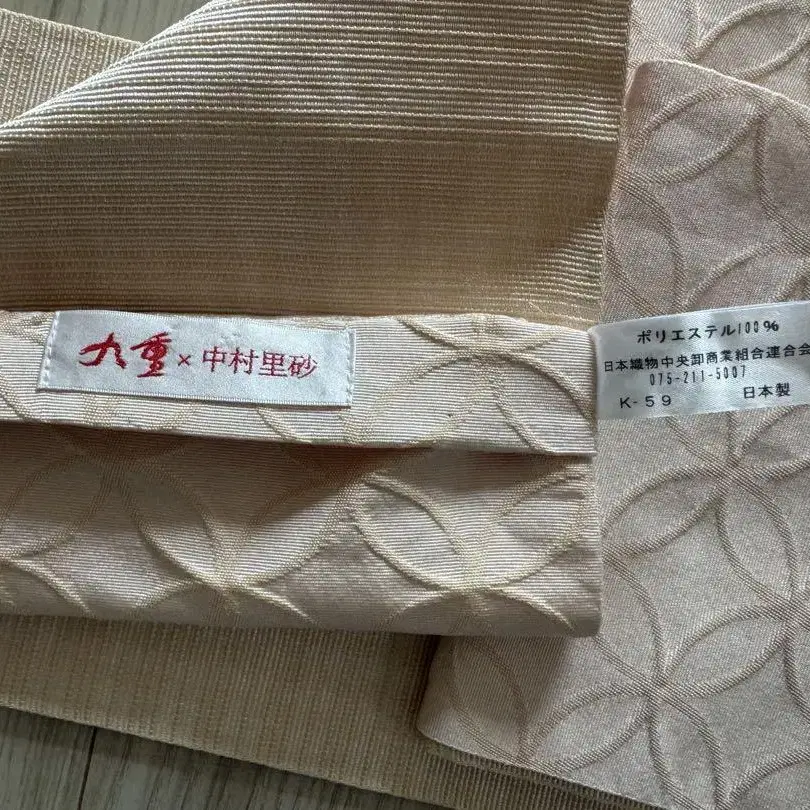 九重×中村里砂
ポリエステル100%
日本織物中央卸商業組合連合会
075-211-5007
K-59 日本製